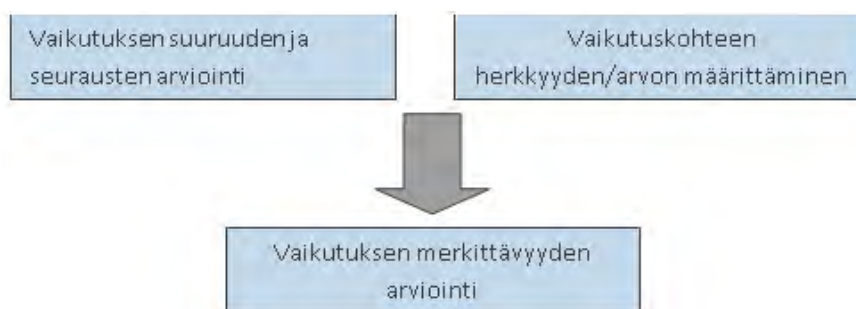 Vaikutuksen suuruuden ja
seurausten arviointi
Vaikutuskohteen
herkkyyden/arvon määrittäminen
Vaikutuksen merkittävyyden
arviointi